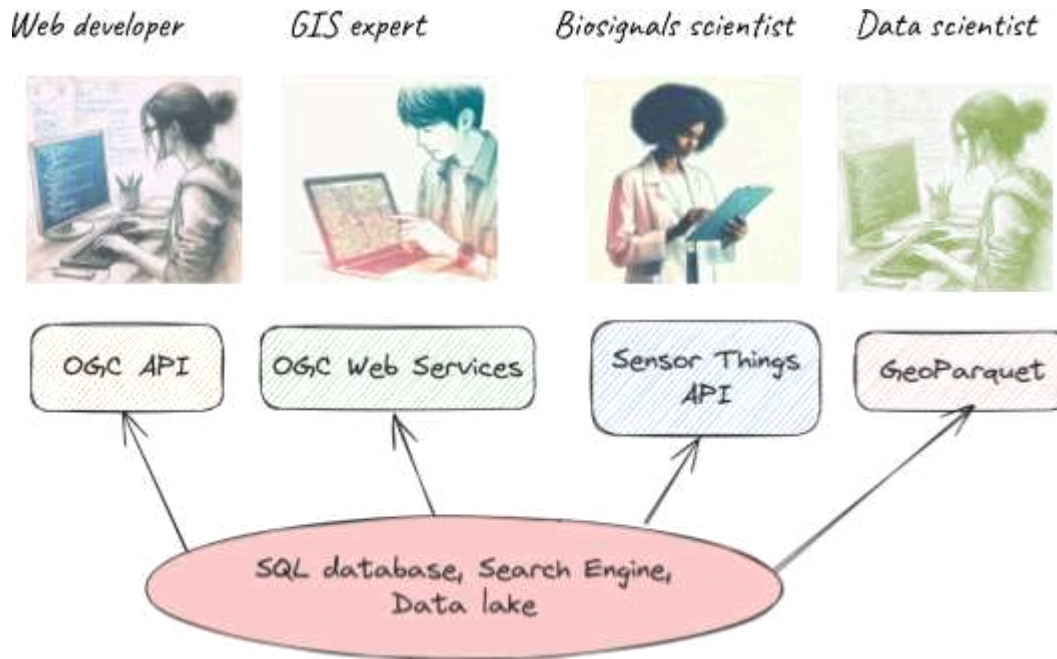 Web developer
GIS expert
Biosignals scientist
Data scientist
OGC API
OGC Web Services
Sensor Things
API
GeoParquet
SQL database, Search Engine,
Data lake